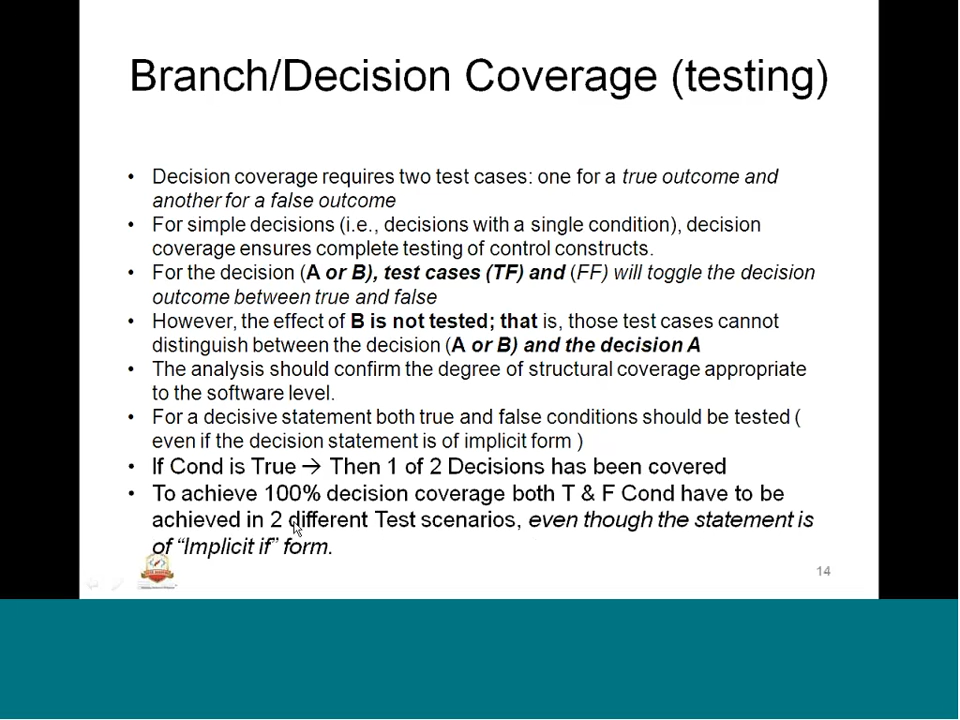 Branch/Decision Coverage (testing)
• Decision coverage requires two test cases: one for a true outcome and
another for a false outcome
• For simple decisions (i.e., decisions with a single condition), decision
coverage ensures complete testing of control constructs.
• For the decision (A or B), test cases (TF) and (FF) will toggle the decision
outcome between true and false
• However, the effect of B is not tested; that is, those test cases cannot
distinguish between the decision (A or B) and the decision A
• The analysis should confirm the degree of structural coverage appropriate
to the software level.
• For a decisive statement both true and false conditions should be tested (
even if the decision statement is of implicit form )
• If Cond is True → Then 1 of 2 Decisions has been covered
• To achieve 100% decision coverage both T & F Cond have to be
achieved in 2 different Test scenarios, even though the statement is
of “Implicit if” form.
14